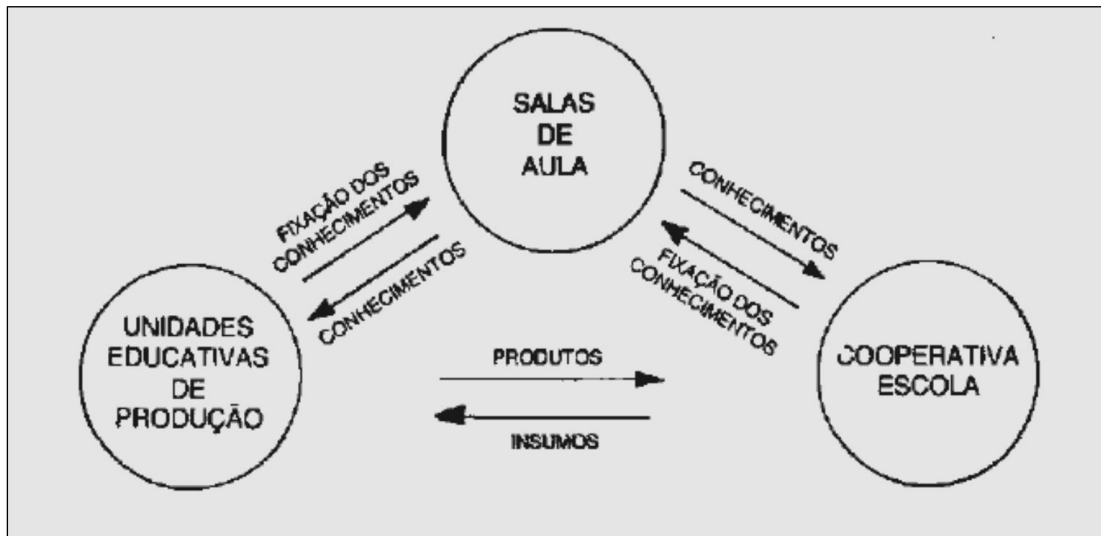 SALAS
DE
AULA
FIXAÇÃO DOS
CONHECIMENTOS
CONHECIMENTOS
CONHECIMENTOS
FIXAÇÃO DOS
CONHECIMENTOS
UNIDADES
EDUCATIVAS
DE
PRODUÇÃO
PRODUTOS
INSUMOS
COOPERATIVA
ESCOLA